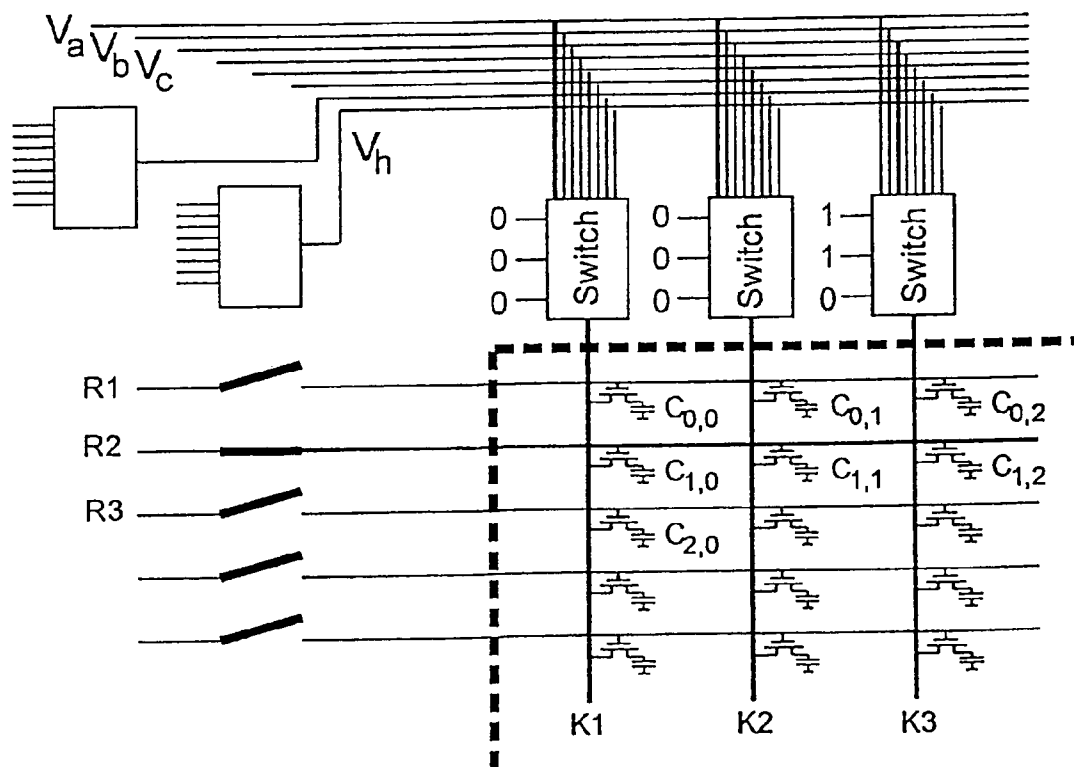 Va Vb Vc
Vh
0 0 1
0 0 1
0 0 0
Switch Switch Switch
R1
C0,0 C0,1 C0,2
R2
C1,0 C1,1 C1,2
R3
C2,0
K1 K2 K3